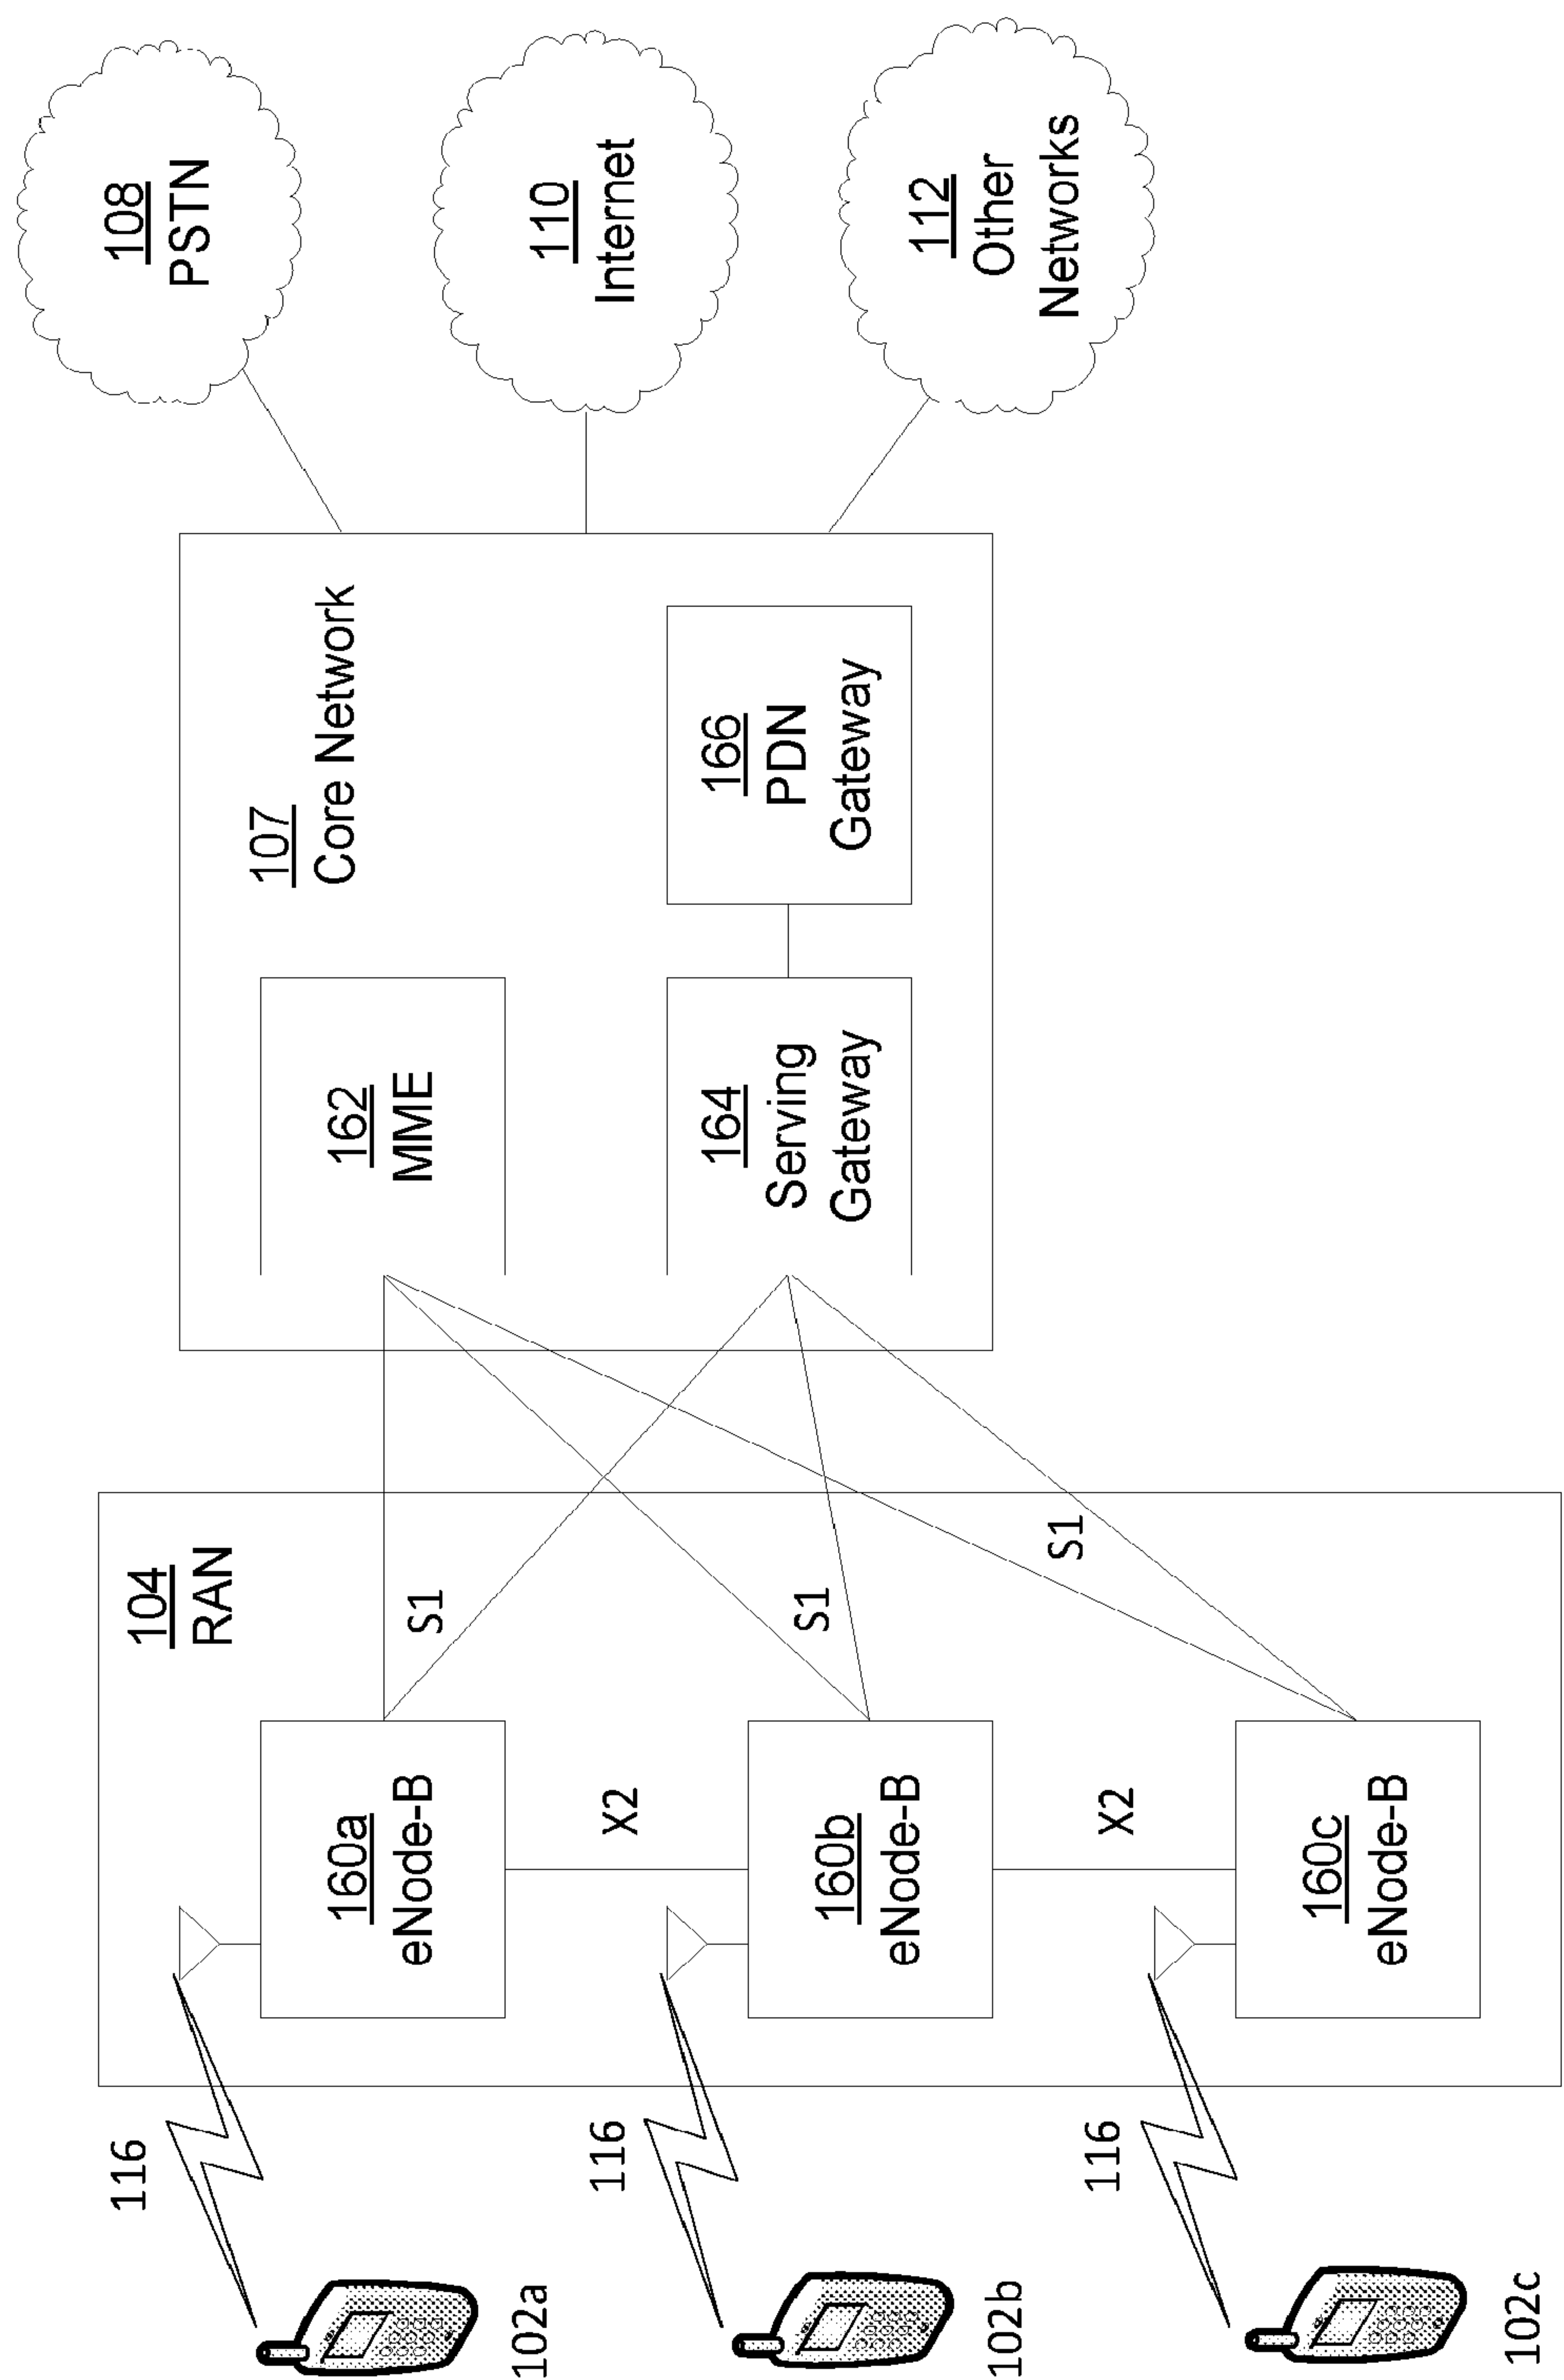 116
102a
116
102b
116
102c
104
RAN
160a
eNode-B
X2
160b
eNode-B
X2
160c
eNode-B
S1
S1
S1
107
Core Network
162
MME
164
Serving
Gateway
166
PDN
Gateway
108
PSTN
110
Internet
112
Other
Networks